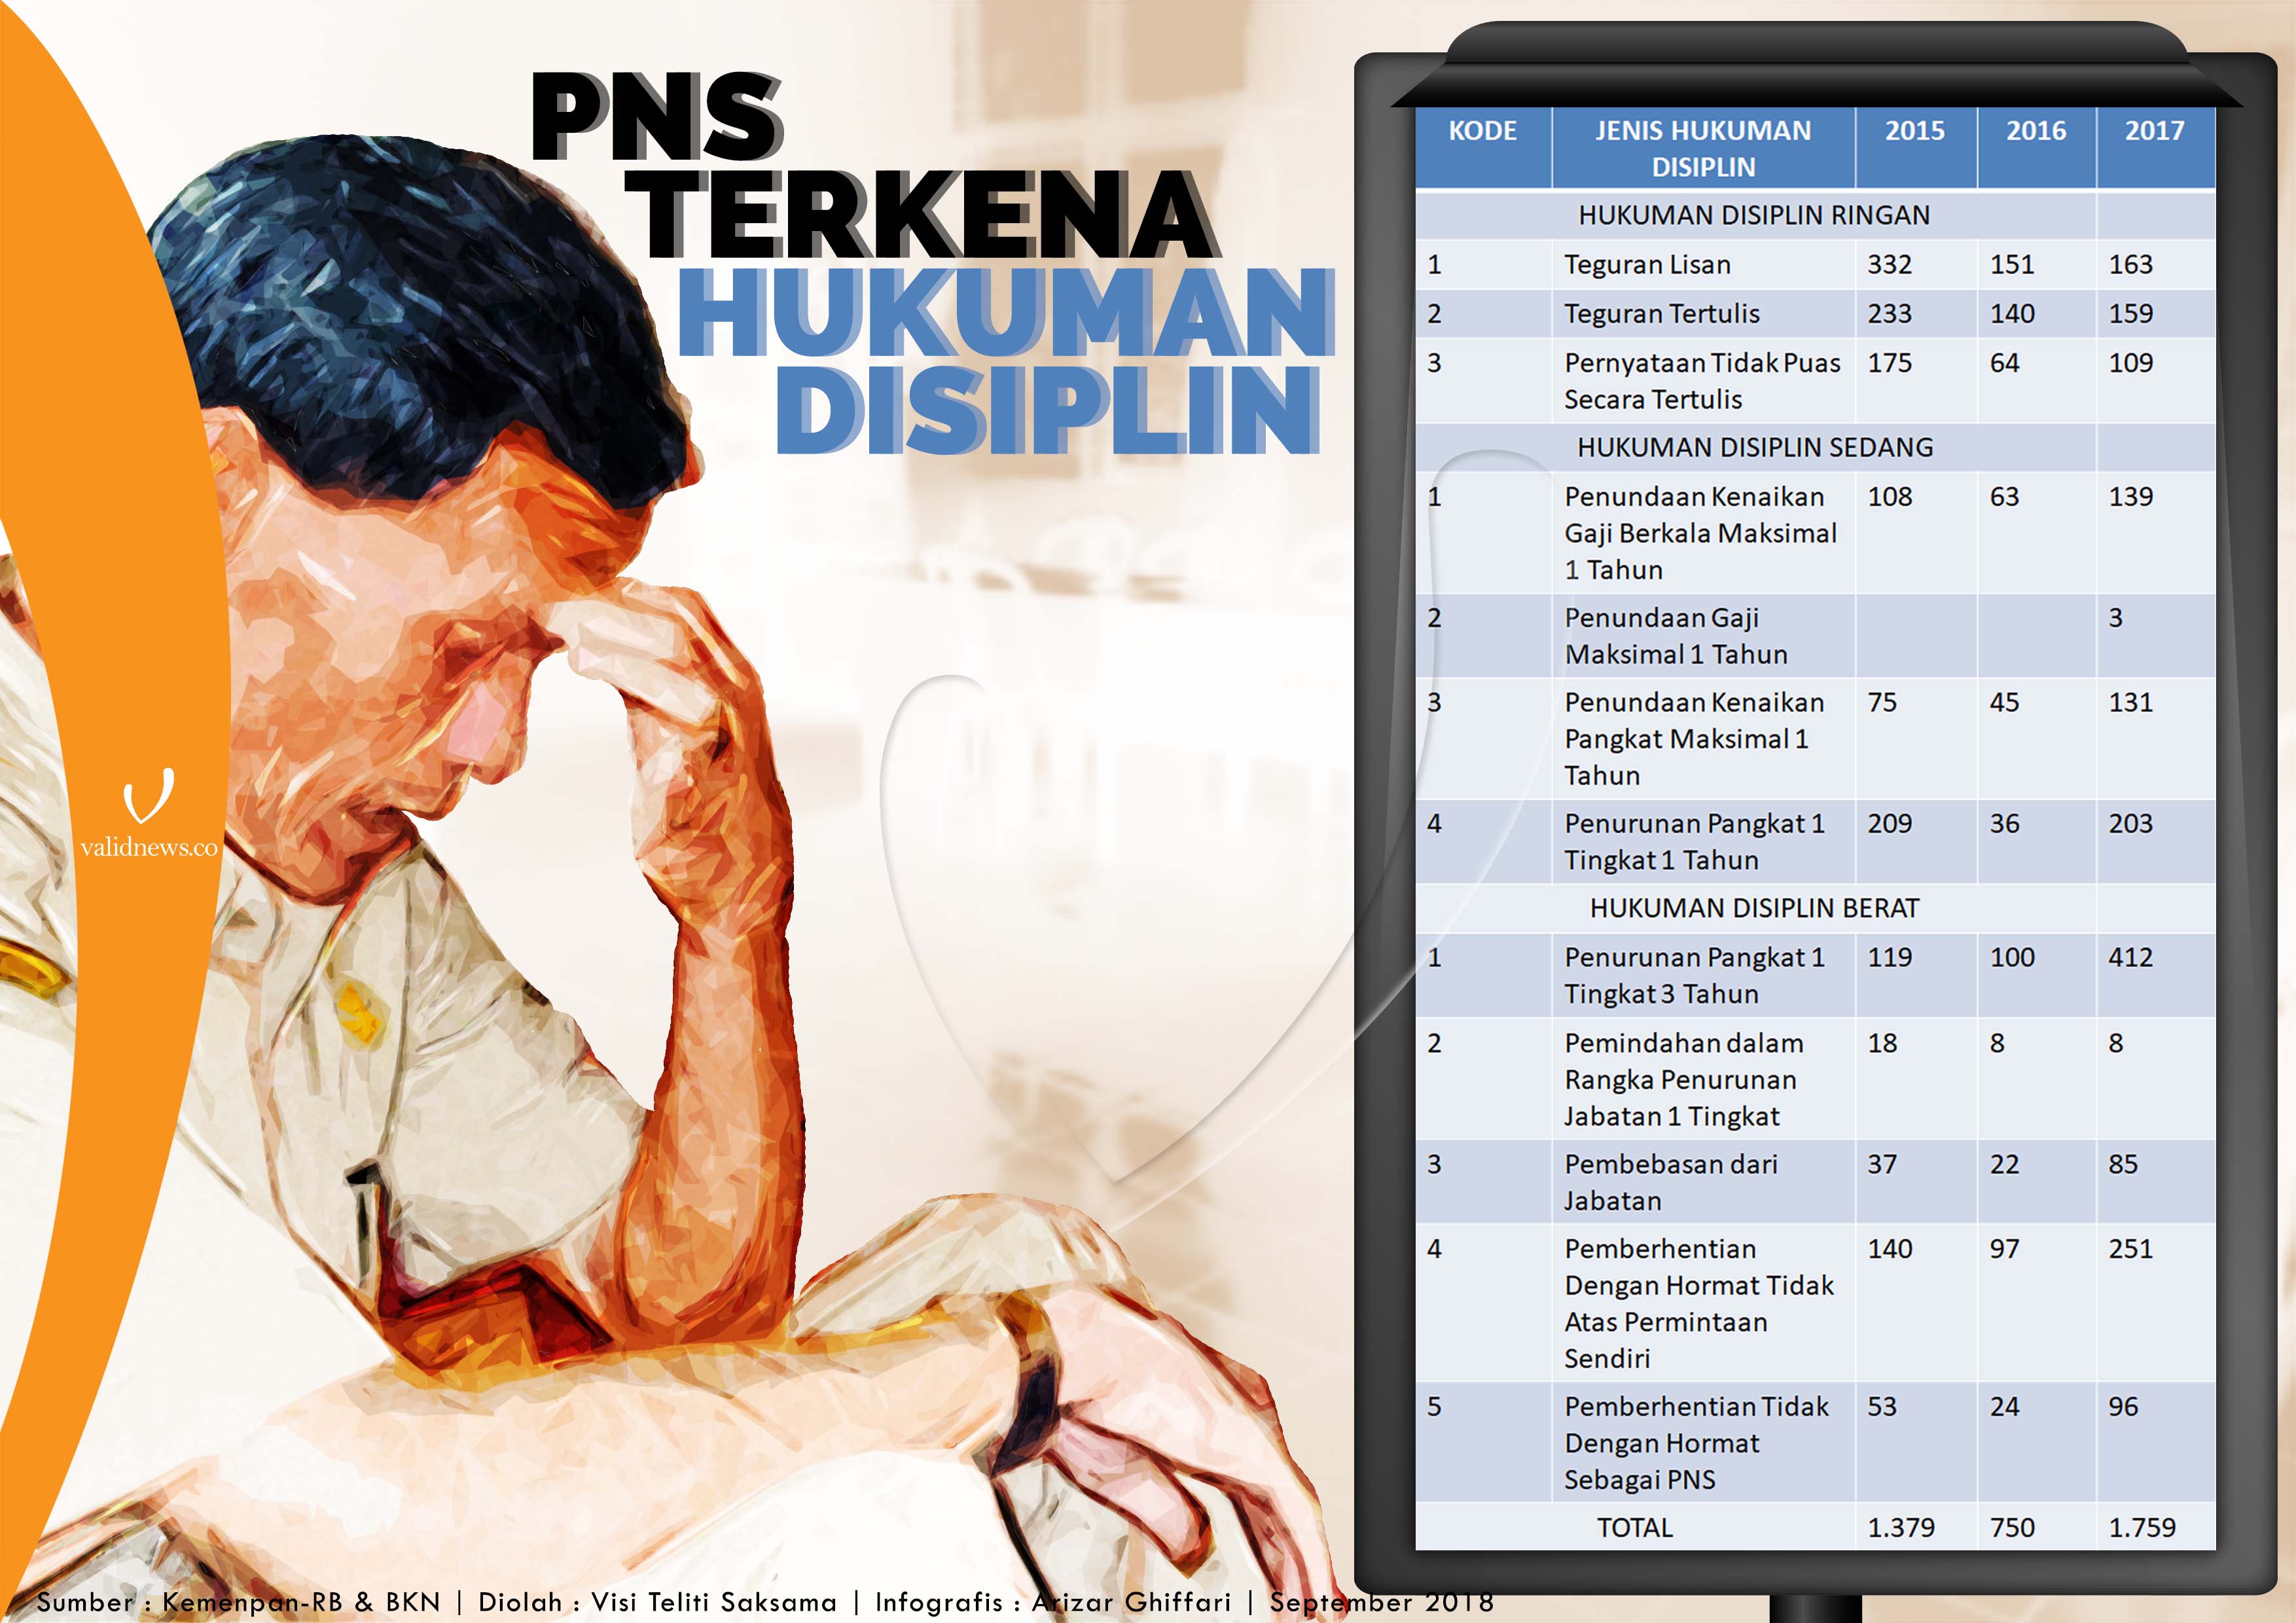 PNS
TERKENA
HUKUMAN
DISIPLIN
validnews.co
KODE JENIS HUKUMAN DISIPLIN 2015 2016 2017
HUKUMAN DISIPLIN RINGAN
1 Teguran Lisan 332 151 163
2 Teguran Tertulis 233 140 159
3 Pernyataan Tidak Puas Secara Tertulis 175 64 109
HUKUMAN DISIPLIN SEDANG
1 Penundaan Kenaikan Gaji Berkala Maksimal 1 Tahun 108 63 139
2 Penundaan Gaji Maksimal 1 Tahun 3
3 Penundaan Kenaikan Pangkat Maksimal 1 Tahun 75 45 131
4 Penurunan Pangkat 1 Tingkat 1 Tahun 209 36 203
HUKUMAN DISIPLIN BERAT
1 Penurunan Pangkat 1 Tingkat 3 Tahun 119 100 412
2 Pemindahan dalam Rangka Penurunan Jabatan 1 Tingkat 18 8 8
3 Pembebasan dari Jabatan 37 22 85
4 Pemberhentian Dengan Hormat Tidak Atas Permintaan Sendiri 140 97 251
5 Pemberhentian Tidak Dengan Hormat Sebagai PNS 53 24 96
TOTAL 1.379 750 1.759
Sumber : Kemenpan-RB & BKN | Diolah : Visi Teliti Saksama | Infografis : Arizar Ghiffari | September 2018